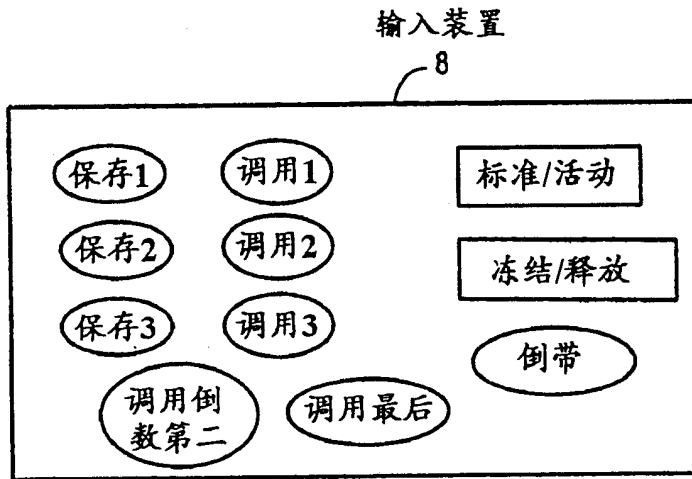 输入装置
8
保存1
调用1
标准/活动
保存2
调用2
冻结/释放
保存3
调用3
倒带
调用倒
数第二
调用最后